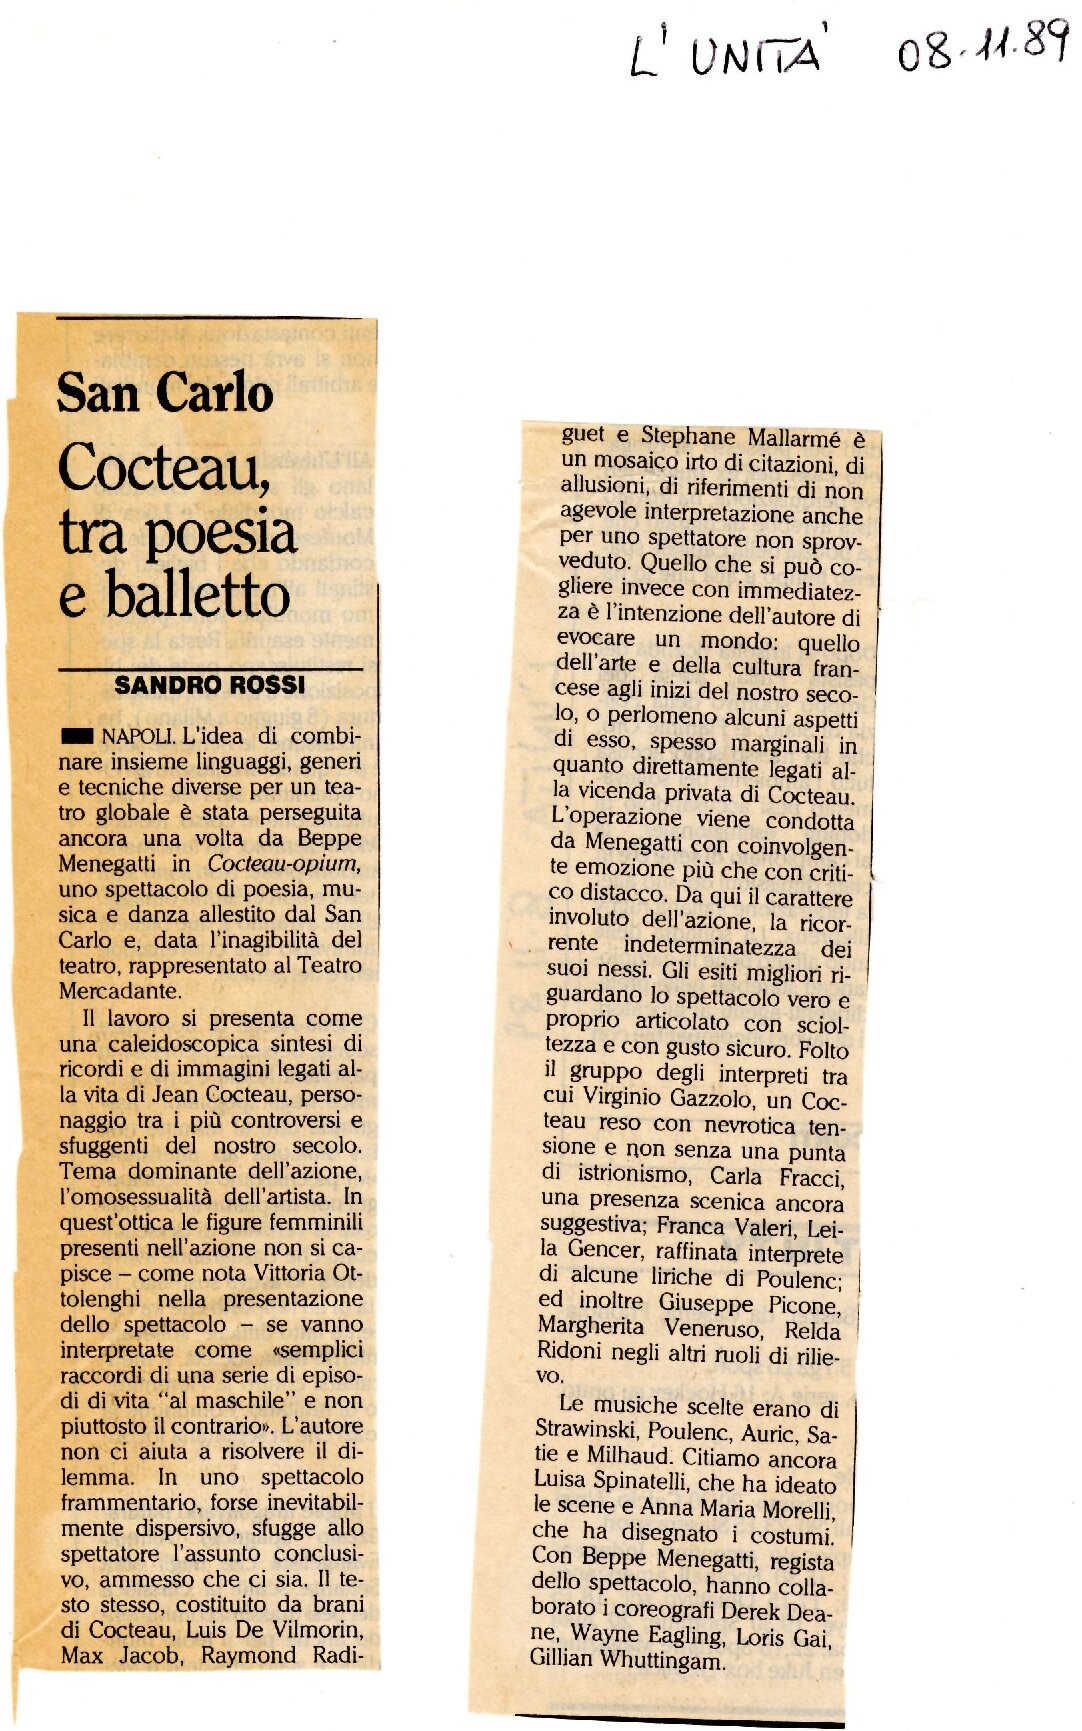 L'UNITA' 08.11.89
San Carlo
Cocteau,
tra poesia
e balletto
SANDRO ROSSI
NAPOLI. L'idea di combi-
nare insieme linguaggi, generi
e tecniche diverse per un tea-
tro globale è stata perseguita
ancora una volta da Beppe
Menegatti in Cocteau-opium,
uno spettacolo di poesia, mu-
sica e danza allestito dal San
Carlo e, data l'inagibilità del
teatro, rappresentato al Teatro
Mercadante.
Il lavoro si presenta come
una caleidoscopica sintesi di
ricordi e di immagini legati al-
la vita di Jean Cocteau, perso-
naggio tra i più controversi e
sfuggenti del nostro secolo.
Tema dominante dell'azione,
l'omosessualità dell'artista. In
quest'ottica le figure femminili
presenti nell'azione non si ca-
pisce – come nota Vittoria Ot-
tolenghi nella presentazione
dello spettacolo – se vanno
interpretate come «semplici
raccordi di una serie di episo-
di di vita "al maschile" e non
piuttosto il contrario». L'autore
non ci aiuta a risolvere il di-
lemma. In uno spettacolo
frammentario, forse inevitabil-
mente dispersivo, sfugge allo
spettatore l'assunto conclusi-
vo, ammesso che ci sia. Il te-
sto stesso, costituito da brani
di Cocteau, Luis De Vilmorin,
Max Jacob, Raymond Radi-
guet e Stephane Mallarmé è
un mosaico irto di citazioni, di
allusioni, di riferimenti di non
agevole interpretazione anche
per uno spettatore non sprov-
veduto. Quello che si può co-
gliere invece con immediatez-
za è l'intenzione dell'autore di
evocare un mondo: quello
dell'arte e della cultura fran-
cese agli inizi del nostro seco-
lo, o perlomeno alcuni aspetti
di esso, spesso marginali in
quanto direttamente legati al-
la vicenda privata di Cocteau.
L'operazione viene condotta
da Menegatti con coinvolgen-
te emozione più che con criti-
co distacco. Da qui il carattere
involuto dell'azione, la ricor-
rente indeterminatezza dei
suoi nessi. Gli esiti migliori ri-
guardano lo spettacolo vero e
proprio articolato con sciol-
tezza e con gusto sicuro. Folto
il gruppo degli interpreti tra
cui Virginio Gazzolo, un Coc-
teau reso con nevrotica ten-
sione e non senza una punta
di istrionismo, Carla Fracci,
una presenza scenica ancora
suggestiva; Franca Valeri, Lei-
la Gencer, raffinata interprete
di alcune liriche di Poulenc;
ed inoltre Giuseppe Picone,
Margherita Veneruso, Relda
Ridoni negli altri ruoli di rilie-
vo.
Le musiche scelte erano di
Strawinski, Poulenc, Auric, Sa-
tie e Milhaud. Citiamo ancora
Luisa Spinatelli, che ha ideato
le scene e Anna Maria Morelli,
che ha disegnato i costumi.
Con Beppe Menegatti, regista
dello spettacolo, hanno colla-
borato i coreografi Derek Dea-
ne, Wayne Eagling, Loris Gai,
Gillian Whuttingam.